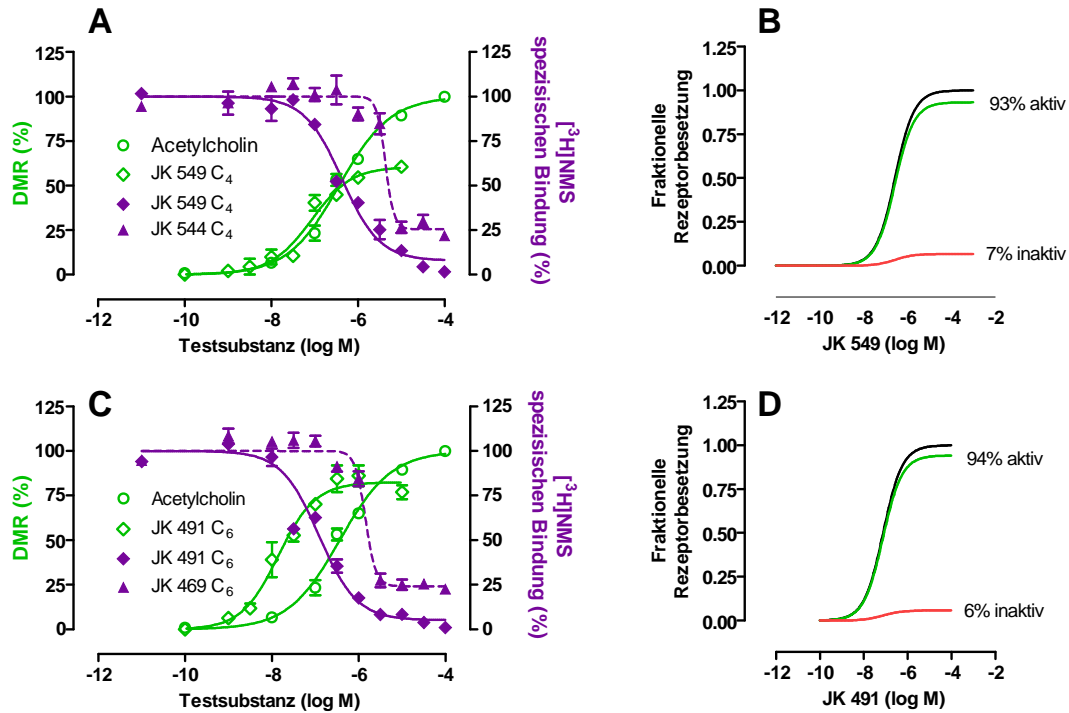 A
125
100
75
50
25
0
DMR (%)
Acetylcholin
JK 549 C4
JK 549 C4
JK 544 C4
125
100
75
50
25
0
[³H]NMS
spezisischen Bindung (%)
-12 -10 -8 -6 -4
Testsubstanz (log M)
B
1.25
1.00
0.75
0.50
0.25
0.00
Fraktionelle
Rezeptorbesetzung
93% aktiv
7% inaktiv
-12 -10 -8 -6 -4 -2
JK 549 (log M)
C
125
100
75
50
25
0
DMR (%)
Acetylcholin
JK 491 C6
JK 491 C6
JK 469 C6
125
100
75
50
25
0
[³H]NMS
spezisischen Bindung (%)
-12 -10 -8 -6 -4
Testsubstanz (log M)
D
1.25
1.00
0.75
0.50
0.25
0.00
Fraktionelle
Rezeptorbesetzung
94% aktiv
6% inaktiv
-12 -10 -8 -6 -4 -2
JK 491 (log M)